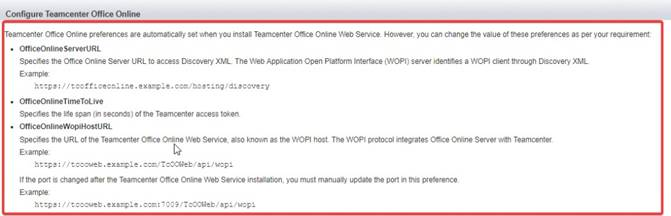 Configure Teamcenter Office Online
Teamcenter Office Online preferences are automatically set when you install Teamcenter Office Online Web Service. However, you can change the value of these preferences as per your requirement:
• OfficeOnlineServerURL
Specifies the Office Online Server URL to access Discovery XML. The Web Application Open Platform Interface (WOPI) server identifies a WOPI client through Discovery XML.
Example:
https://tcofficeonline.example.com/hosting/discovery
• OfficeOnlineTimeToLive
Specifies the life span (in seconds) of the Teamcenter access token.
• OfficeOnlineWopiHostURL
Specifies the URL of the Teamcenter Office Online Web Service, also known as the WOPI host. The WOPI protocol integrates Office Online Server with Teamcenter.
Example:
https://tcooweb.example.com/TcOOWeb/api/wopi
If the port is changed after the Teamcenter Office Online Web Service installation, you must manually update the port in this preference.
Example:
https://tcooweb.example.com:7009/TcOOWeb/api/wopi